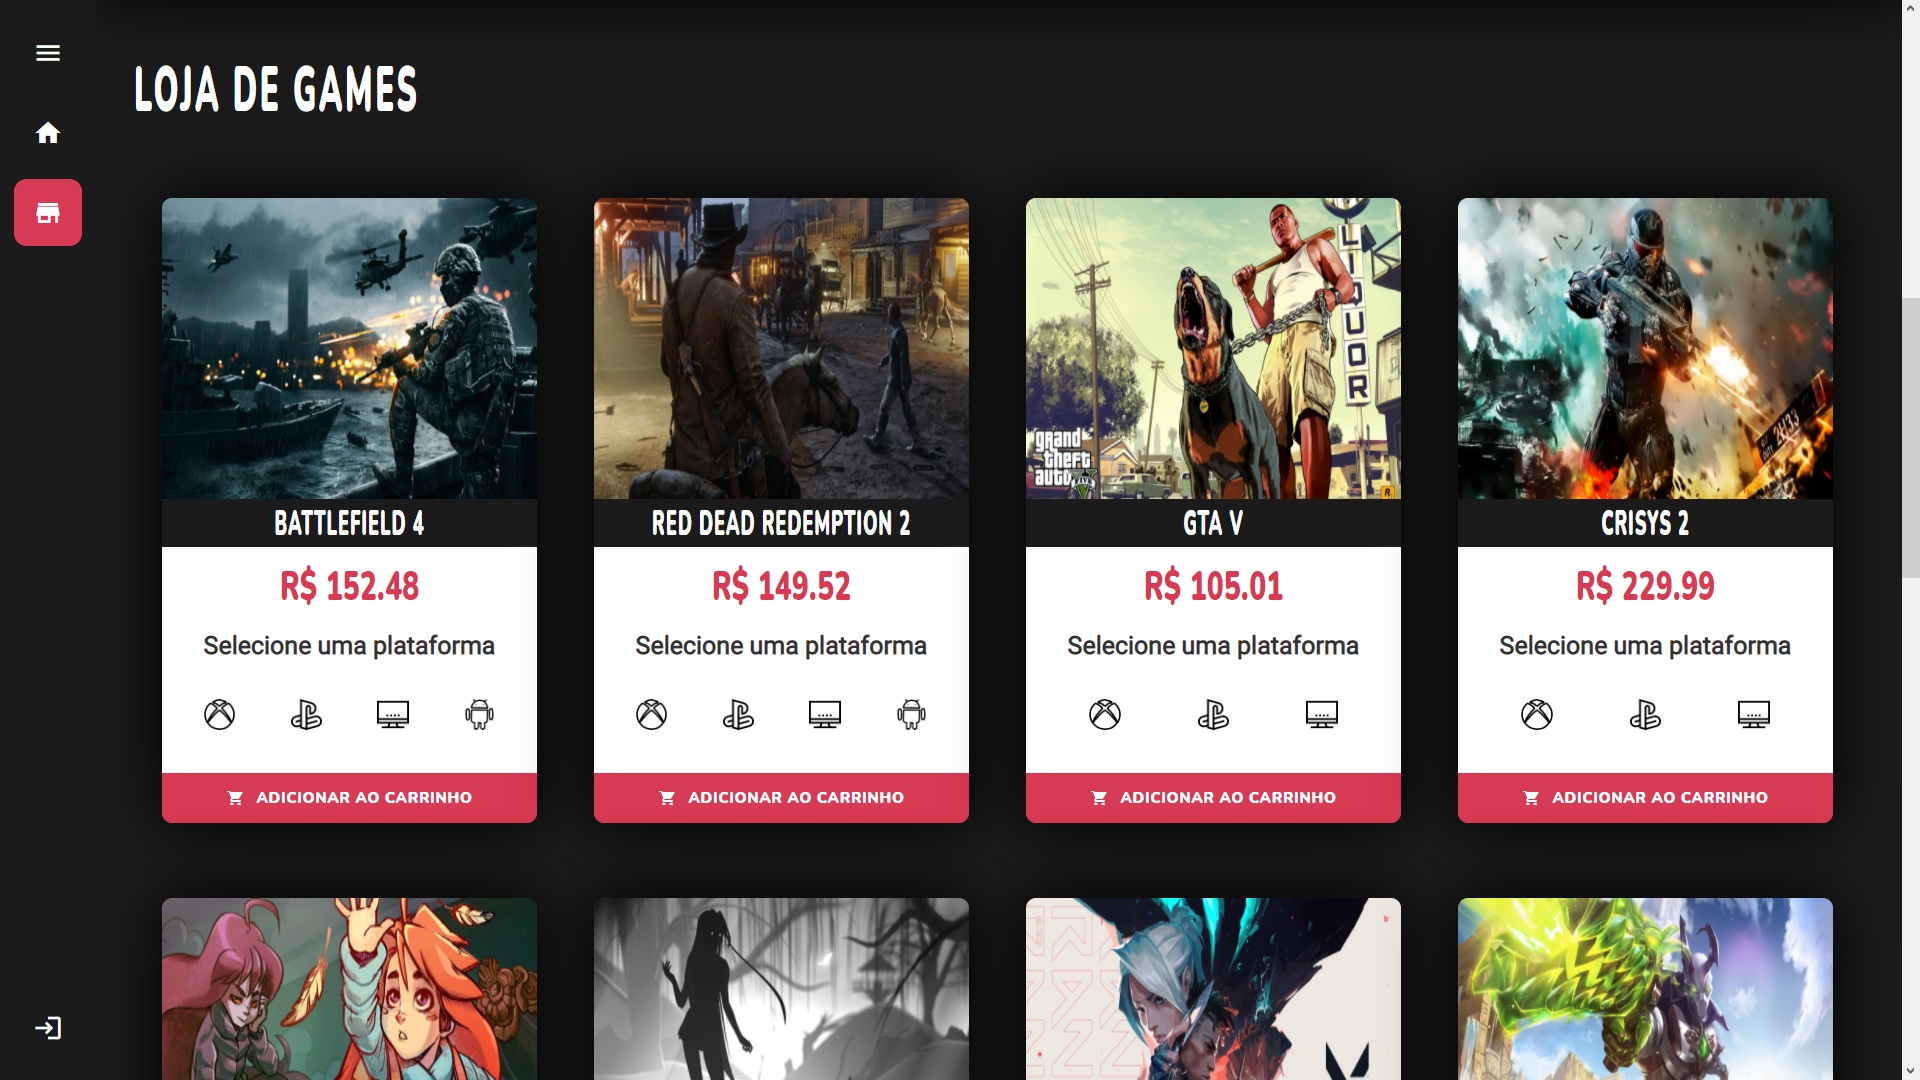 LOJA DE GAMES
LIQUOR
grand
theft
auto
FIVE
BATTLEFIELD 4
RED DEAD REDEMPTION 2
GTA V
CRISYS 2
R$ 152.48
R$ 149.52
R$ 105.01
R$ 229.99
Selecione uma plataforma
Selecione uma plataforma
Selecione uma plataforma
Selecione uma plataforma
ADICIONAR AO CARRINHO
ADICIONAR AO CARRINHO
ADICIONAR AO CARRINHO
ADICIONAR AO CARRINHO